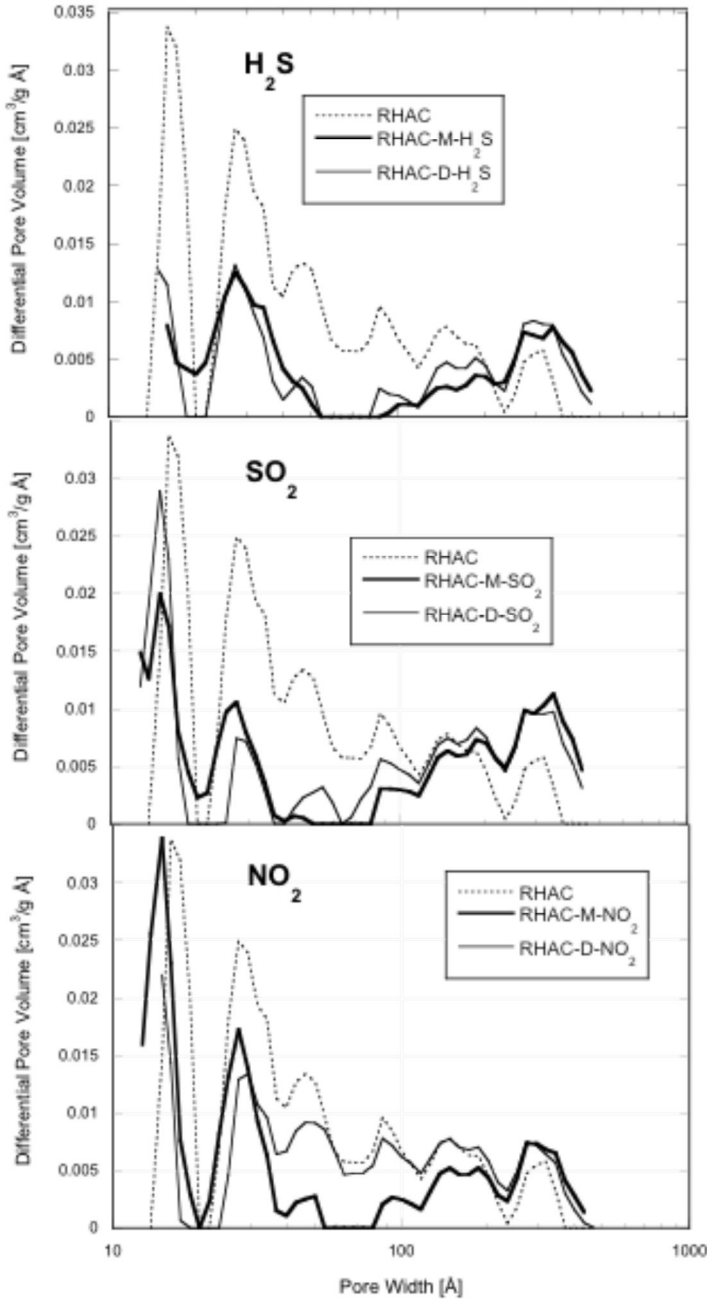 0.035
H₂S
RHAC
RHAC-M-H₂S
RHAC-D-H₂S
0.03
0.025
0.02
0.015
0.01
0.005
0
Differential Pore Volume [cm³/g Å]
SO₂
RHAC
RHAC-M-SO₂
RHAC-D-SO₂
0.03
0.025
0.02
0.015
0.01
0.005
0
Differential Pore Volume [cm³/g Å]
NO₂
RHAC
RHAC-M-NO₂
RHAC-D-NO₂
0.03
0.025
0.02
0.015
0.01
0.005
0
Differential Pore Volume [cm³/g Å]
10 100 1000
Pore Width [Å]